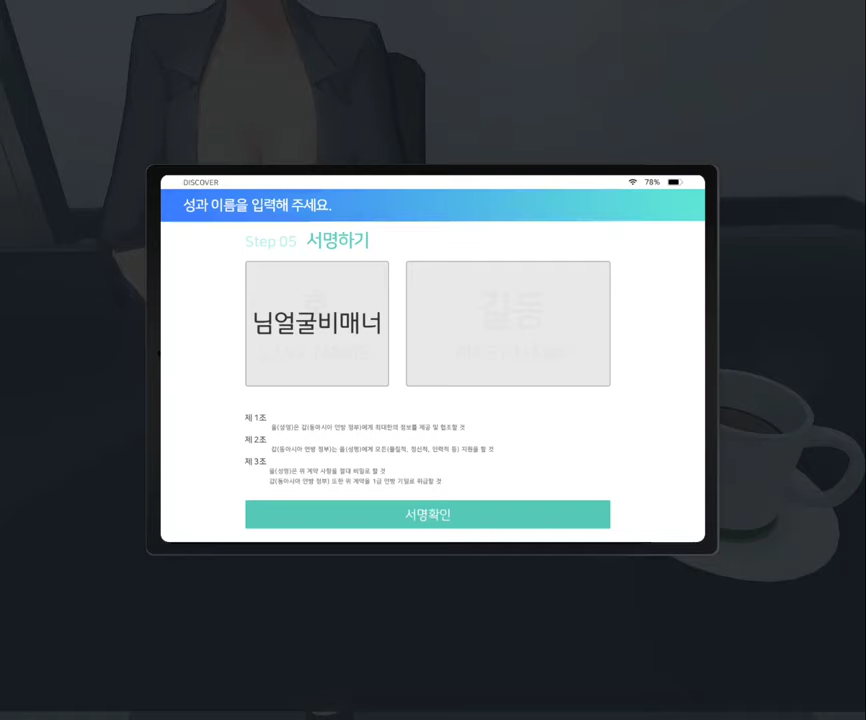 DISCOVER
78%
성과 이름을 입력해 주세요.
Step 05 서명하기
홍
길동
님얼굴비매너
제 1조
을(성명)은 갑(동아시아 연방 정부)에게 최대한의 정보를 제공 및 협조할 것
제 2조
갑(동아시아 연방 정부)는 을(성명)에게 모든(물질적, 정신적, 인력적 등) 지원을 할 것
제 3조
을(성명)은 위 계약 사항을 절대 비밀로 할 것
갑(동아시아 연방 정부) 또한 위 계약을 1급 연방 기밀로 취급할 것
서명확인